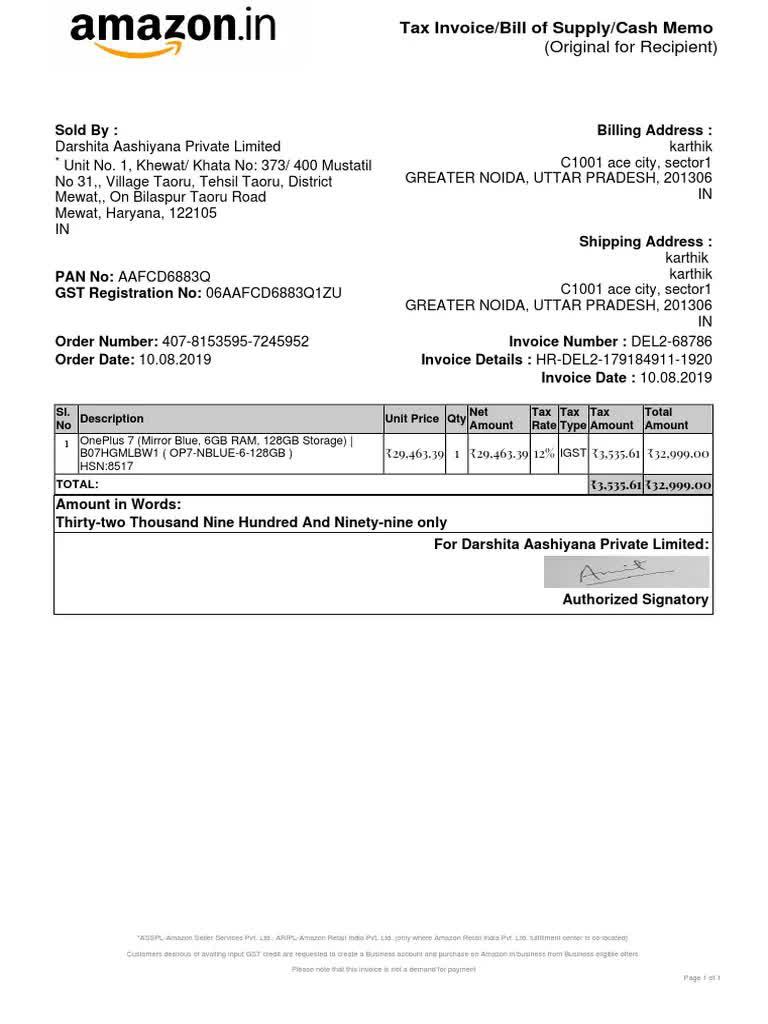 amazon.in
Tax Invoice/Bill of Supply/Cash Memo
(Original for Recipient)
Sold By :
Darshita Aashiyana Private Limited
* Unit No. 1, Khewat/ Khata No: 373/ 400 Mustatil
No 31,, Village Taoru, Tehsil Taoru, District
Mewat,, On Bilaspur Taoru Road
Mewat, Haryana, 122105
IN
PAN No: AAFCD6883Q
GST Registration No: 06AAFCD6883Q1ZU
Order Number: 407-8153595-7245952
Order Date: 10.08.2019
Billing Address :
karthik
C1001 ace city, sector1
GREATER NOIDA, UTTAR PRADESH, 201306
IN
Shipping Address :
karthik
karthik
C1001 ace city, sector1
GREATER NOIDA, UTTAR PRADESH, 201306
IN
Invoice Number : DEL2-68786
Invoice Details : HR-DEL2-179184911-1920
Invoice Date : 10.08.2019
Sl. No Description Unit Price Qty Net Amount Tax Rate Tax Type Tax Amount Total Amount
1 OnePlus 7 (Mirror Blue, 6GB RAM, 128GB Storage) | ₹29,463.39 1 ₹29,463.39 12% IGST ₹3,535.61 ₹32,999.00
B07HGMLBW1 ( OP7-NBLUE-6-128GB )
HSN:8517
TOTAL: ₹3,535.61 ₹32,999.00
Amount in Words:
Thirty-two Thousand Nine Hundred And Ninety-nine only
For Darshita Aashiyana Private Limited:
Authorized Signatory
*ASSPL-Amazon Seller Services Pvt. Ltd., ARIPL-Amazon Retail India Pvt. Ltd. (only where Amazon Retail India Pvt. Ltd. fulfillment center is co-located)
Customers desirous of availing input GST credit are requested to create a Business account and purchase on Amazon.in/business from Business eligible offers
Please note that this invoice is not a demand for payment
Page 1 of 1